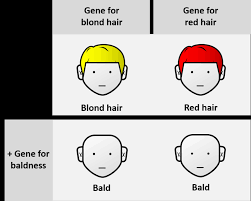 Gene for
blond hair
Gene for
red hair
Blond hair
Red hair
+ Gene for
baldness
Bald
Bald